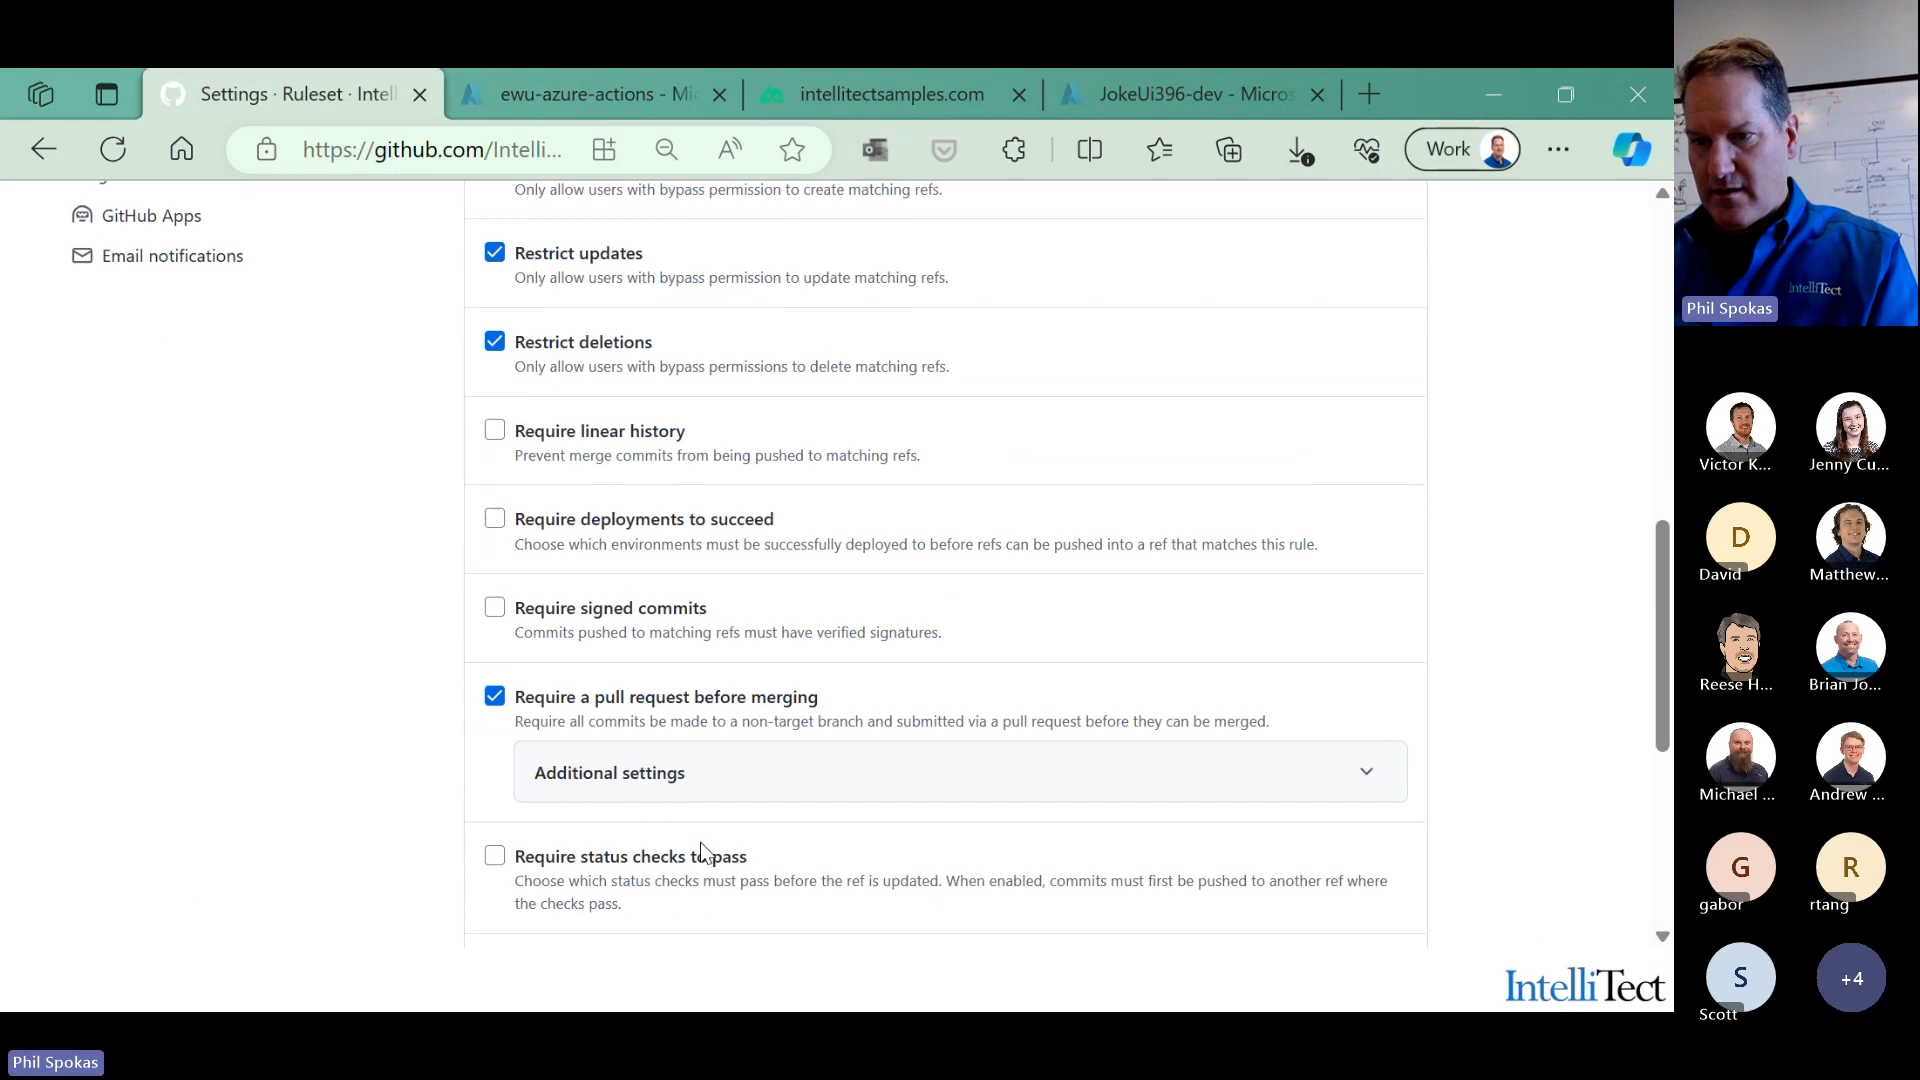 Settings · Ruleset · Intel
ewu-azure-actions - Mic
intellitectsamples.com
JokeUi396-dev - Micros
https://github.com/Intelli...
Work
Only allow users with bypass permission to create matching refs.
GitHub Apps
Email notifications
Restrict updates
Only allow users with bypass permission to update matching refs.
Restrict deletions
Only allow users with bypass permissions to delete matching refs.
Require linear history
Prevent merge commits from being pushed to matching refs.
Require deployments to succeed
Choose which environments must be successfully deployed to before refs can be pushed into a ref that matches this rule.
Require signed commits
Commits pushed to matching refs must have verified signatures.
Require a pull request before merging
Require all commits be made to a non-target branch and submitted via a pull request before they can be merged.
Additional settings
Require status checks to pass
Choose which status checks must pass before the ref is updated. When enabled, commits must first be pushed to another ref where
the checks pass.
IntelliTect
Phil Spokas
IntelliTect
Phil Spokas
Victor K...
Jenny Cu...
D
David
Matthew...
Reese H...
Brian Jo...
Michael ...
Andrew ...
G
gabor
R
rtang
S
Scott
+4